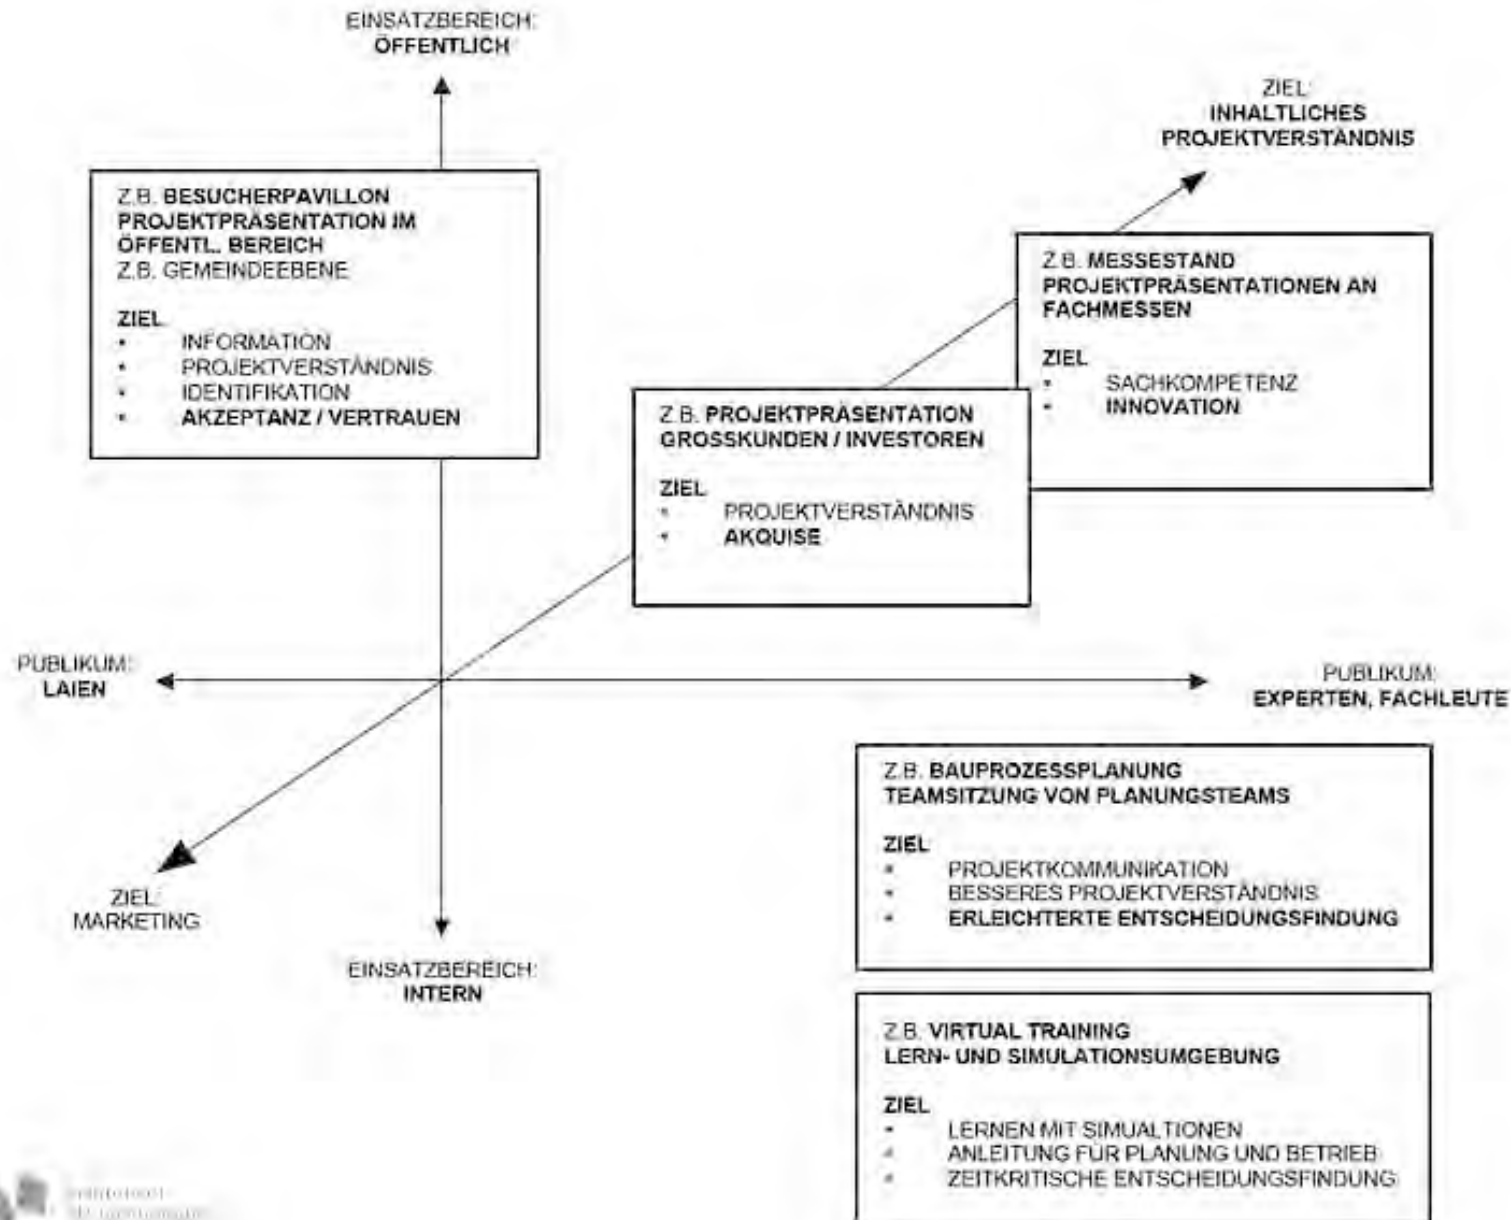 EINSATZBEREICH:
ÖFFENTLICH
ZIEL:
INHALTLICHES
PROJEKTVERSTÄNDNIS
Z.B. BESUCHERPAVILLON
PROJEKTPRÄSENTATION IM
ÖFFENTL. BEREICH
Z.B. GEMEINDEEBENE
ZIEL
INFORMATION
PROJEKTVERSTÄNDNIS
IDENTIFIKATION
AKZEPTANZ / VERTRAUEN
Z.B. MESSESTAND
PROJEKTPRÄSENTATIONEN AN
FACHMESSEN
ZIEL
SACHKOMPETENZ
INNOVATION
Z.B. PROJEKTPRÄSENTATION
GROSSKUNDEN / INVESTOREN
ZIEL
PROJEKTVERSTÄNDNIS
AKQUISE
PUBLIKUM:
LAIEN
PUBLIKUM:
EXPERTEN, FACHLEUTE
Z.B. BAUPROZESSPLANUNG
TEAMSITZUNG VON PLANUNGSTEAMS
ZIEL
PROJEKTKOMMUNIKATION
BESSERES PROJEKTVERSTÄNDNIS
ERLEICHTERTE ENTSCHEIDUNGSFINDUNG
ZIEL:
MARKETING
EINSATZBEREICH:
INTERN
Z.B. VIRTUAL TRAINING
LERN- UND SIMULATIONSUMGEBUNG
ZIEL
LERNEN MIT SIMUALTIONEN
ANLEITUNG FÜR PLANUNG UND BETRIEB
ZEITKRITISCHE ENTSCHEIDUNGSFINDUNG